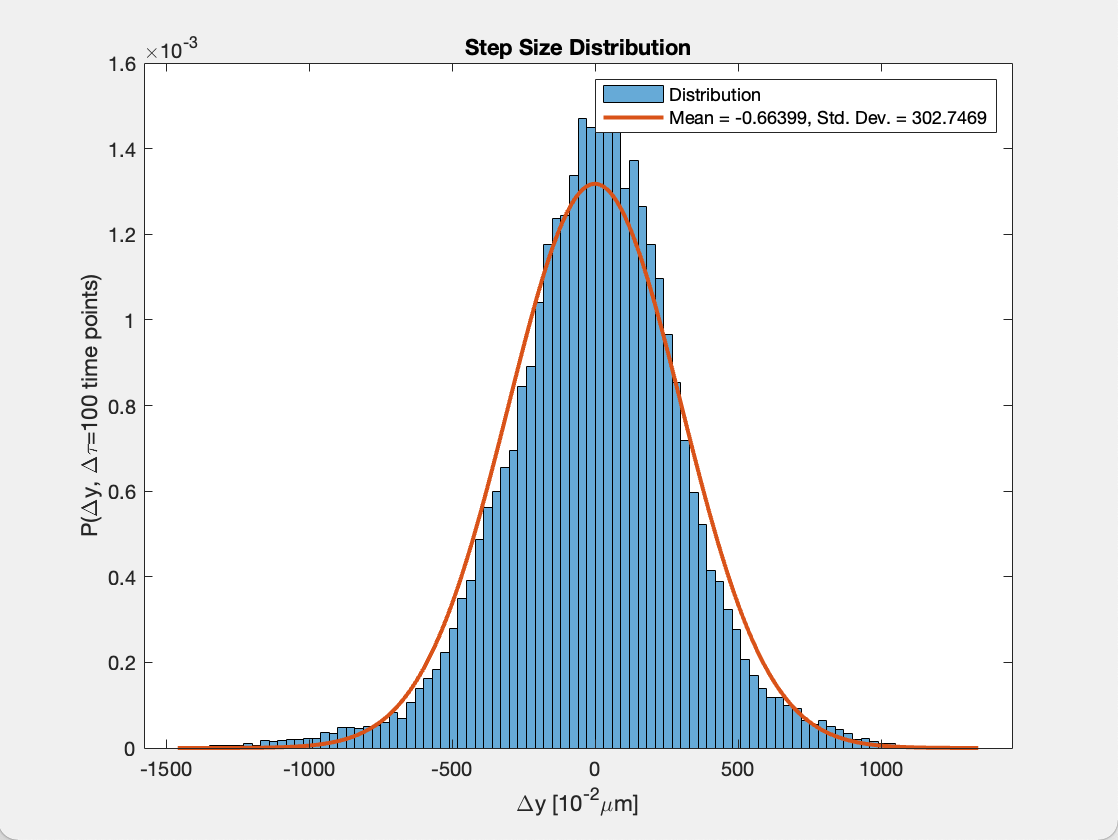 Step Size Distribution
×10^-3
Distribution
Mean = -0.66399, Std. Dev. = 302.7469
1.6
1.4
1.2
1
0.8
0.6
0.4
0.2
0
P(Δy, Δτ=100 time points)
-1500 -1000 -500 0 500 1000
Δy [10^-2 μm]